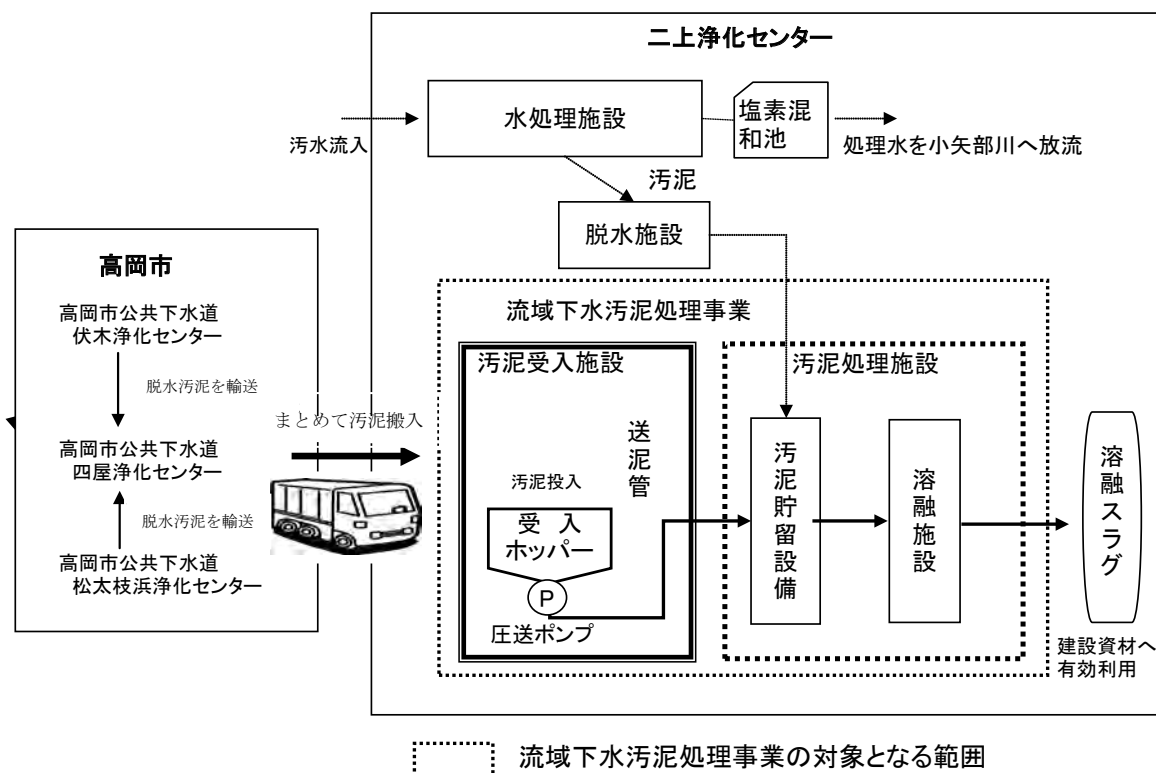 二上浄化センター
水処理施設
塩素混
和池
汚水流入
処理水を小矢部川へ放流
汚泥
脱水施設
高岡市
高岡市公共下水道
伏木浄化センター
脱水汚泥を輸送
高岡市公共下水道
四屋浄化センター
脱水汚泥を輸送
高岡市公共下水道
松太枝浜浄化センター
まとめて汚泥搬入
流域下水汚泥処理事業
汚泥受入施設
送泥管
汚泥投入
受 入
ホッパー
P
圧送ポンプ
汚泥処理施設
汚泥貯留設備
溶融施設
溶融スラグ
建設資材へ
有効利用
流域下水汚泥処理事業の対象となる範囲